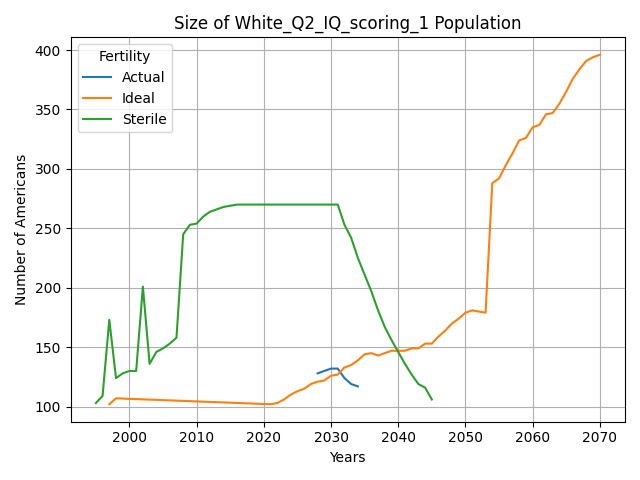 Size of White_Q2_IQ_scoring_1 Population
Fertility
Actual
Ideal
Sterile
Number of Americans
400
350
300
250
200
150
100
2000 2010 2020 2030 2040 2050 2060 2070
Years